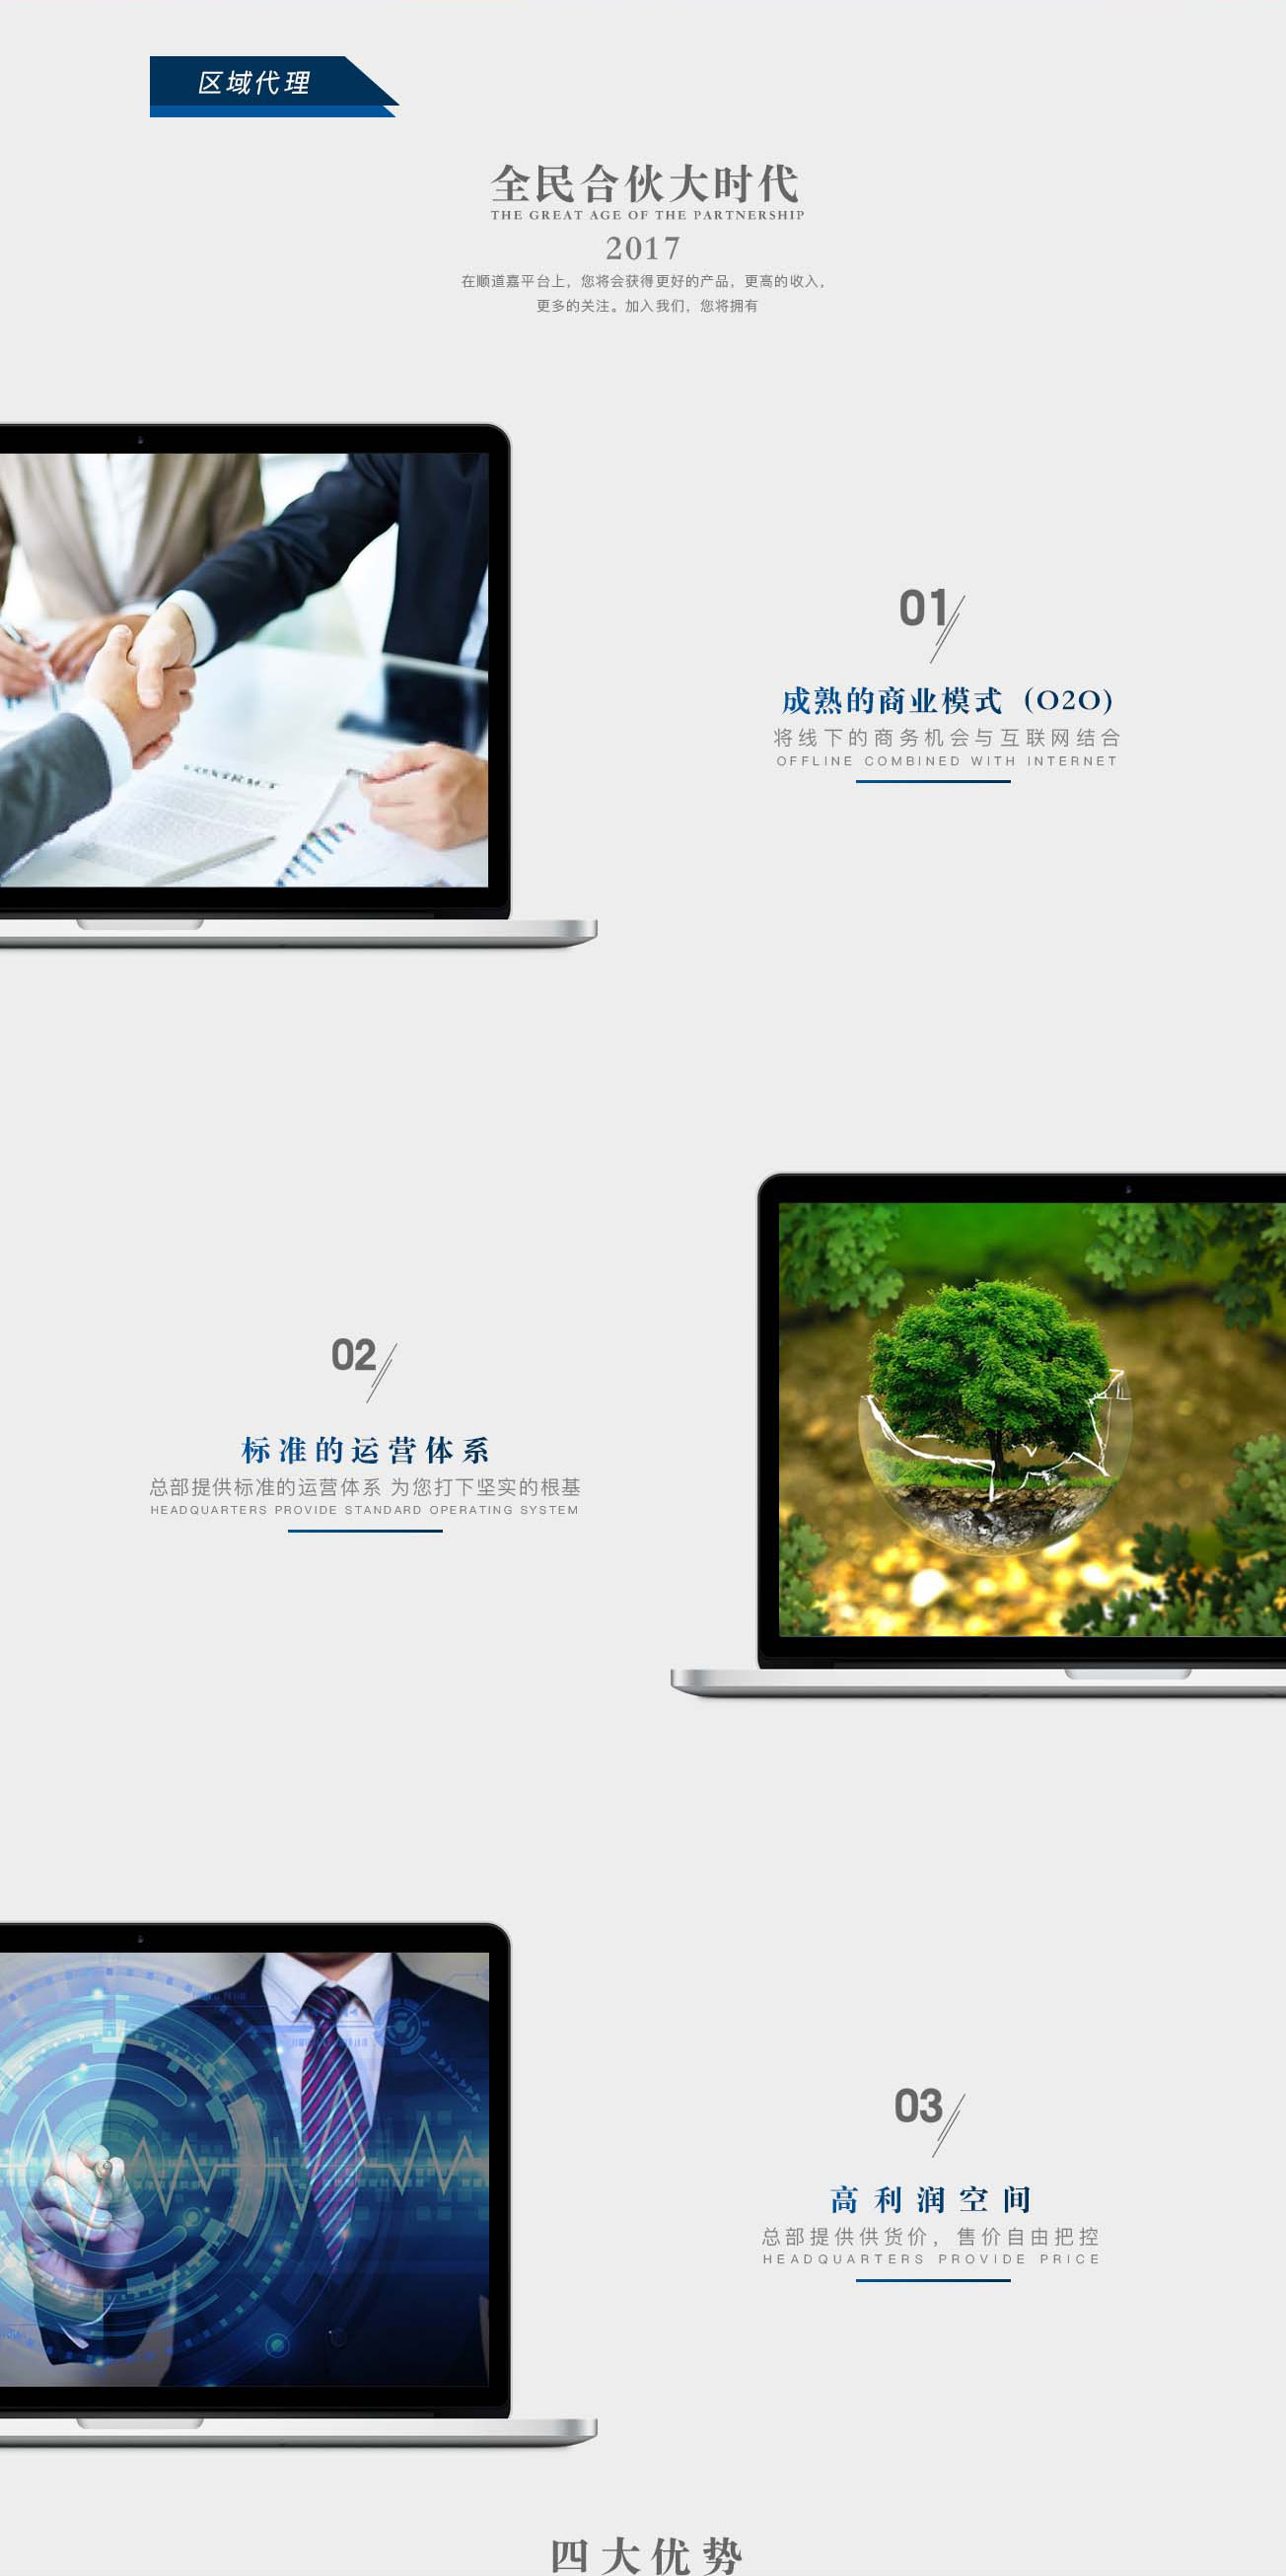 区域代理
全民合伙大时代
THE GREAT AGE OF THE PARTNERSHIP
2017
在顺道嘉平台上，您将会获得更好的产品，更高的收入，
更多的关注。加入我们，您将拥有
CONTRACT
01
成熟的商业模式（O2O）
将线下的商务机会与互联网结合
OFFLINE COMBINED WITH INTERNET
02
标准的运营体系
总部提供标准的运营体系 为您打下坚实的根基
HEADQUARTERS PROVIDE STANDARD OPERATING SYSTEM
03
高利润空间
总部提供供货价，售价自由把控
HEADQUARTERS PROVIDE PRICE
四大优势